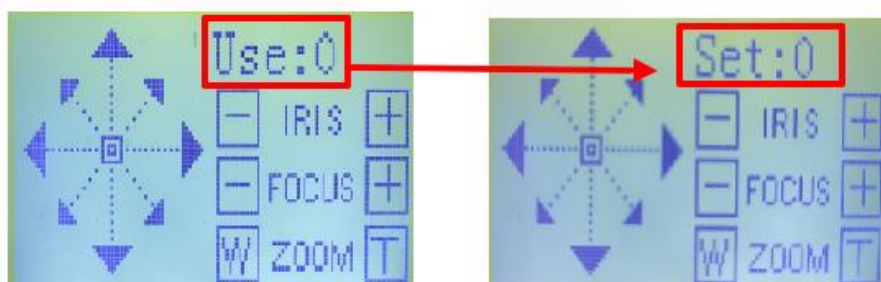 Use:0
- IRIS +
- FOCUS +
W ZOOM T
Set:0
- IRIS +
- FOCUS +
W ZOOM T